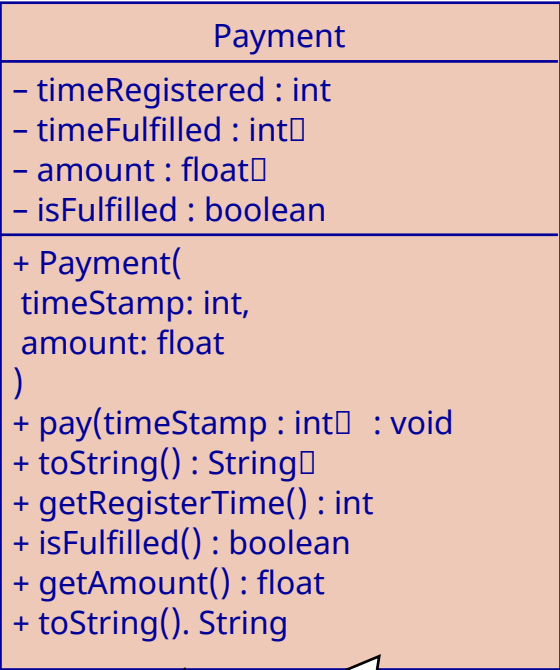 Payment
– timeRegistered : int
– timeFulfilled : int▯
– amount : float▯
– isFulfilled : boolean
+ Payment(
timeStamp: int,
amount: float
)
+ pay(timeStamp : int▯ : void
+ toString() : String▯
+ getRegisterTime() : int
+ isFulfilled() : boolean
+ getAmount() : float
+ toString(). String